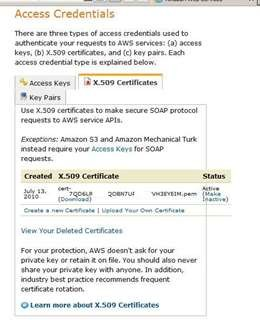 Access Credentials
There are three types of access credentials used to
authenticate your requests to AWS services: (a) access
keys, (b) X.509 certificates, and (c) key pairs. Each
access credential type is explained below.
Access Keys
X.509 Certificates
Key Pairs
Use X.509 certificates to make secure SOAP protocol
requests to AWS service APIs.
Exceptions: Amazon S3 and Amazon Mechanical Turk
instead require your Access Keys for SOAP
requests.
Created X.509 Certificate Status
July 13, 2010
cert-
(Download)
Active
(Make
Inactive)
Create a new Certificate | Upload Your Own Certificate
View Your Deleted Certificates
For your protection, AWS doesn't ask for your
private key or retain it on file. You should also never
share your private key with anyone. In addition,
industry best practice recommends frequent
certificate rotation.
Learn more about X.509 Certificates